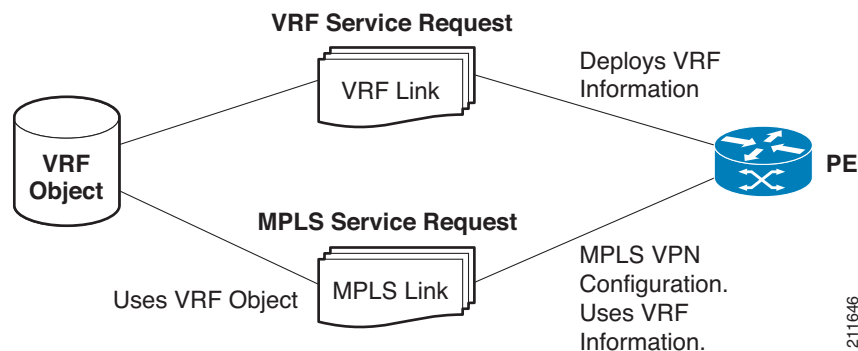 VRF Service Request
VRF Link
Deploys VRF
Information
VRF
Object
PE
MPLS Service Request
MPLS Link
Uses VRF Object
MPLS VPN
Configuration.
Uses VRF
Information.
211646